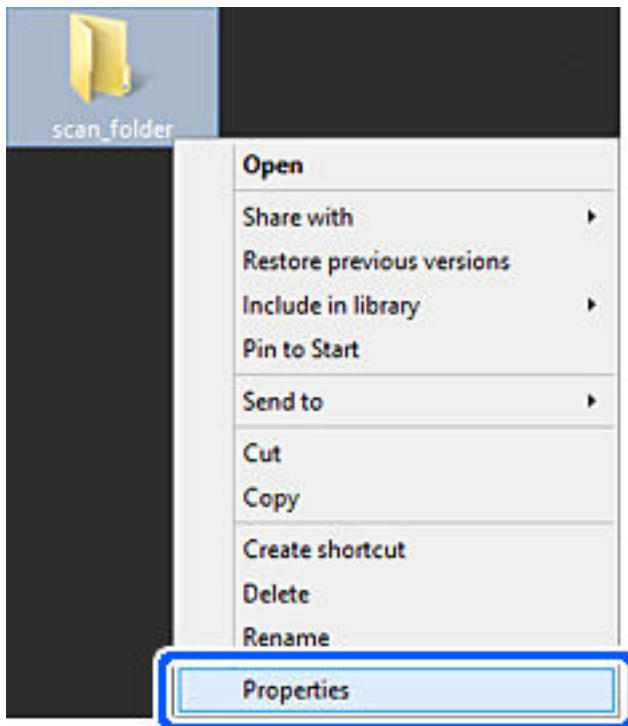 scan_folder
Open
Share with
Restore previous versions
Include in library
Pin to Start
Send to
Cut
Copy
Create shortcut
Delete
Rename
Properties